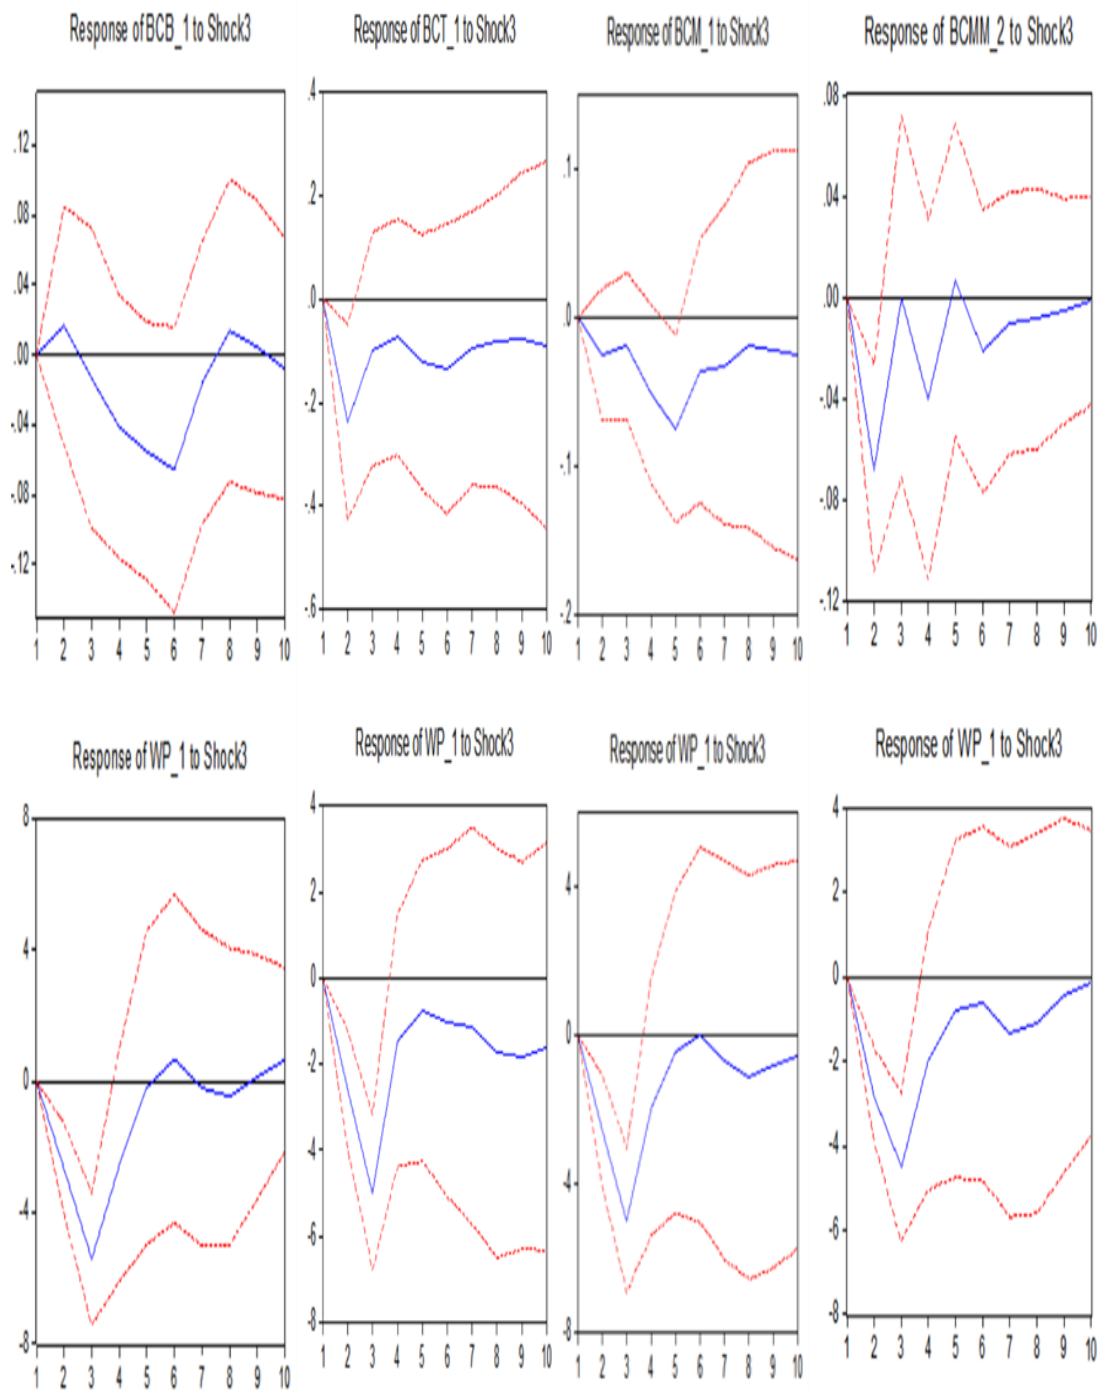 Response of BCB_1 to Shock3
Response of BCT_1 to Shock3
Response of BCM_1 to Shock3
Response of BCMM_2 to Shock3
.12
.08
.04
.00
-.04
-.08
-.12
1 2 3 4 5 6 7 8 9 10
.4
.2
.0
-.2
-.4
-.6
1 2 3 4 5 6 7 8 9 10
.1
.0
-.1
-.2
1 2 3 4 5 6 7 8 9 10
.08
.04
.00
-.04
-.08
-.12
1 2 3 4 5 6 7 8 9 10
Response of WP_1 to Shock3
Response of WP_1 to Shock3
Response of WP_1 to Shock3
Response of WP_1 to Shock3
8
4
0
-4
-8
1 2 3 4 5 6 7 8 9 10
4
2
0
-2
-4
-6
-8
1 2 3 4 5 6 7 8 9 10
4
0
-4
-8
1 2 3 4 5 6 7 8 9 10
4
2
0
-2
-4
-6
-8
1 2 3 4 5 6 7 8 9 10